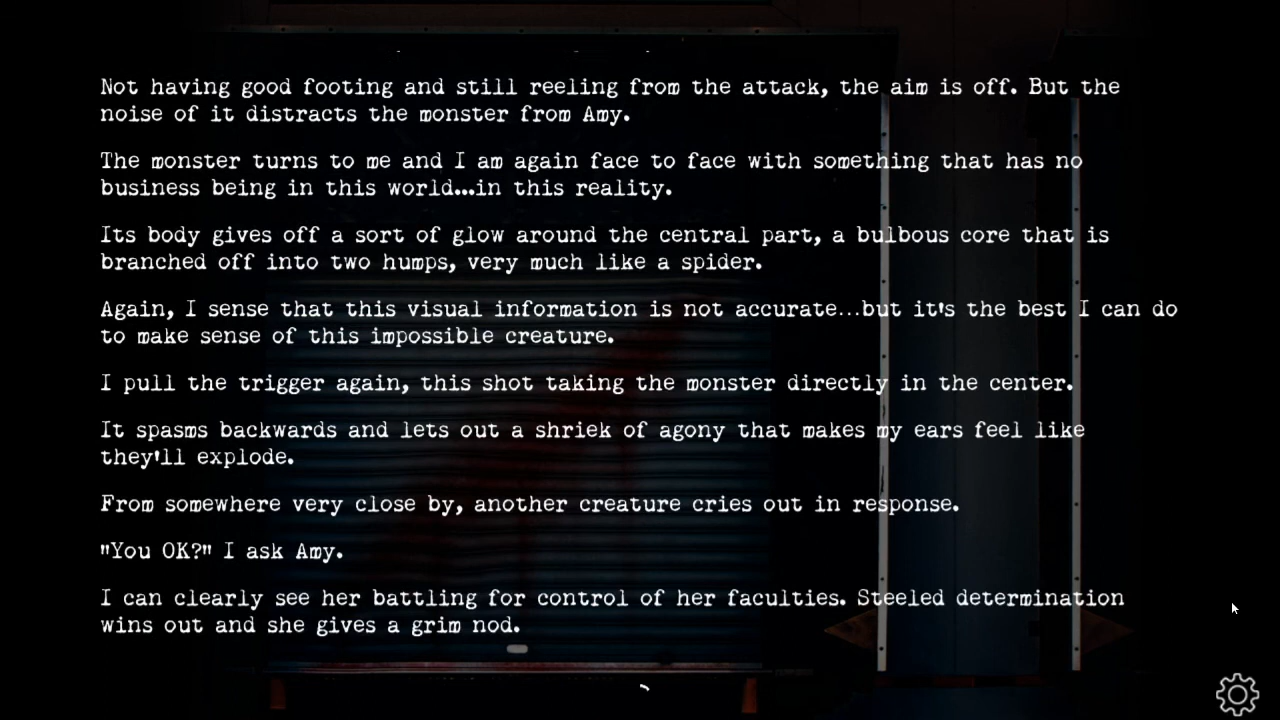 Not having good footing and still reeling from the attack, the aim is off. But the
noise of it distracts the monster from Amy.
The monster turns to me and I am again face to face with something that has no
business being in this world...in this reality.
Its body gives off a sort of glow around the central part, a bulbous core that is
branched off into two humps, very much like a spider.
Again, I sense that this visual information is not accurate...but it's the best I can do
to make sense of this impossible creature.
I pull the trigger again, this shot taking the monster directly in the center.
It spasms backwards and lets out a shriek of agony that makes my ears feel like
they'll explode.
From somewhere very close by, another creature cries out in response.
"You OK?" I ask Amy.
I can clearly see her battling for control of her faculties. Steeled determination
wins out and she gives a grim nod.